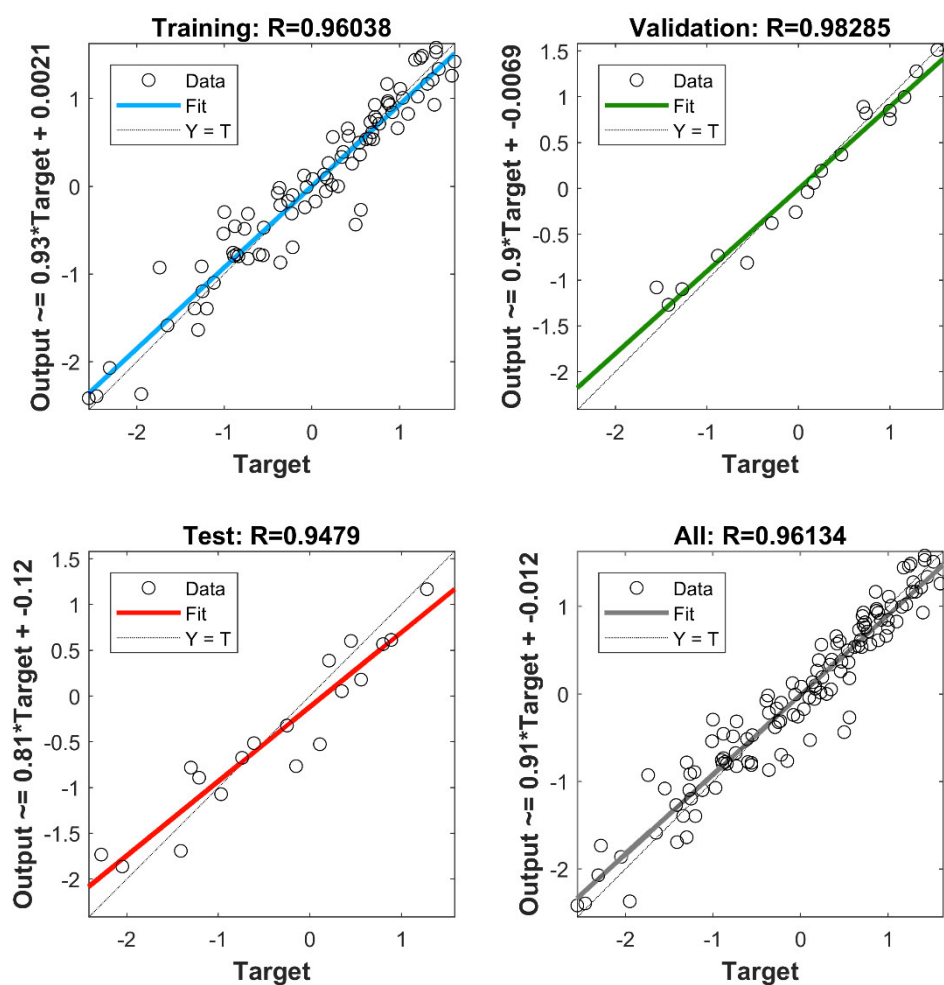 Training: R=0.96038
Output ~= 0.93*Target + 0.0021
Data
Fit
Y = T
1
0
-1
-2
-2
-1
0
1
Target
Validation: R=0.98285
Output ~= 0.9*Target + -0.0069
Data
Fit
Y = T
1.5
1
0.5
0
-0.5
-1
-1.5
-2
-2
-1
0
1
Target
Test: R=0.9479
Output ~= 0.81*Target + -0.12
Data
Fit
Y = T
1.5
1
0.5
0
-0.5
-1
-1.5
-2
-2
-1
0
1
Target
All: R=0.96134
Output ~= 0.91*Target + -0.012
Data
Fit
Y = T
1
0
-1
-2
-2
-1
0
1
Target